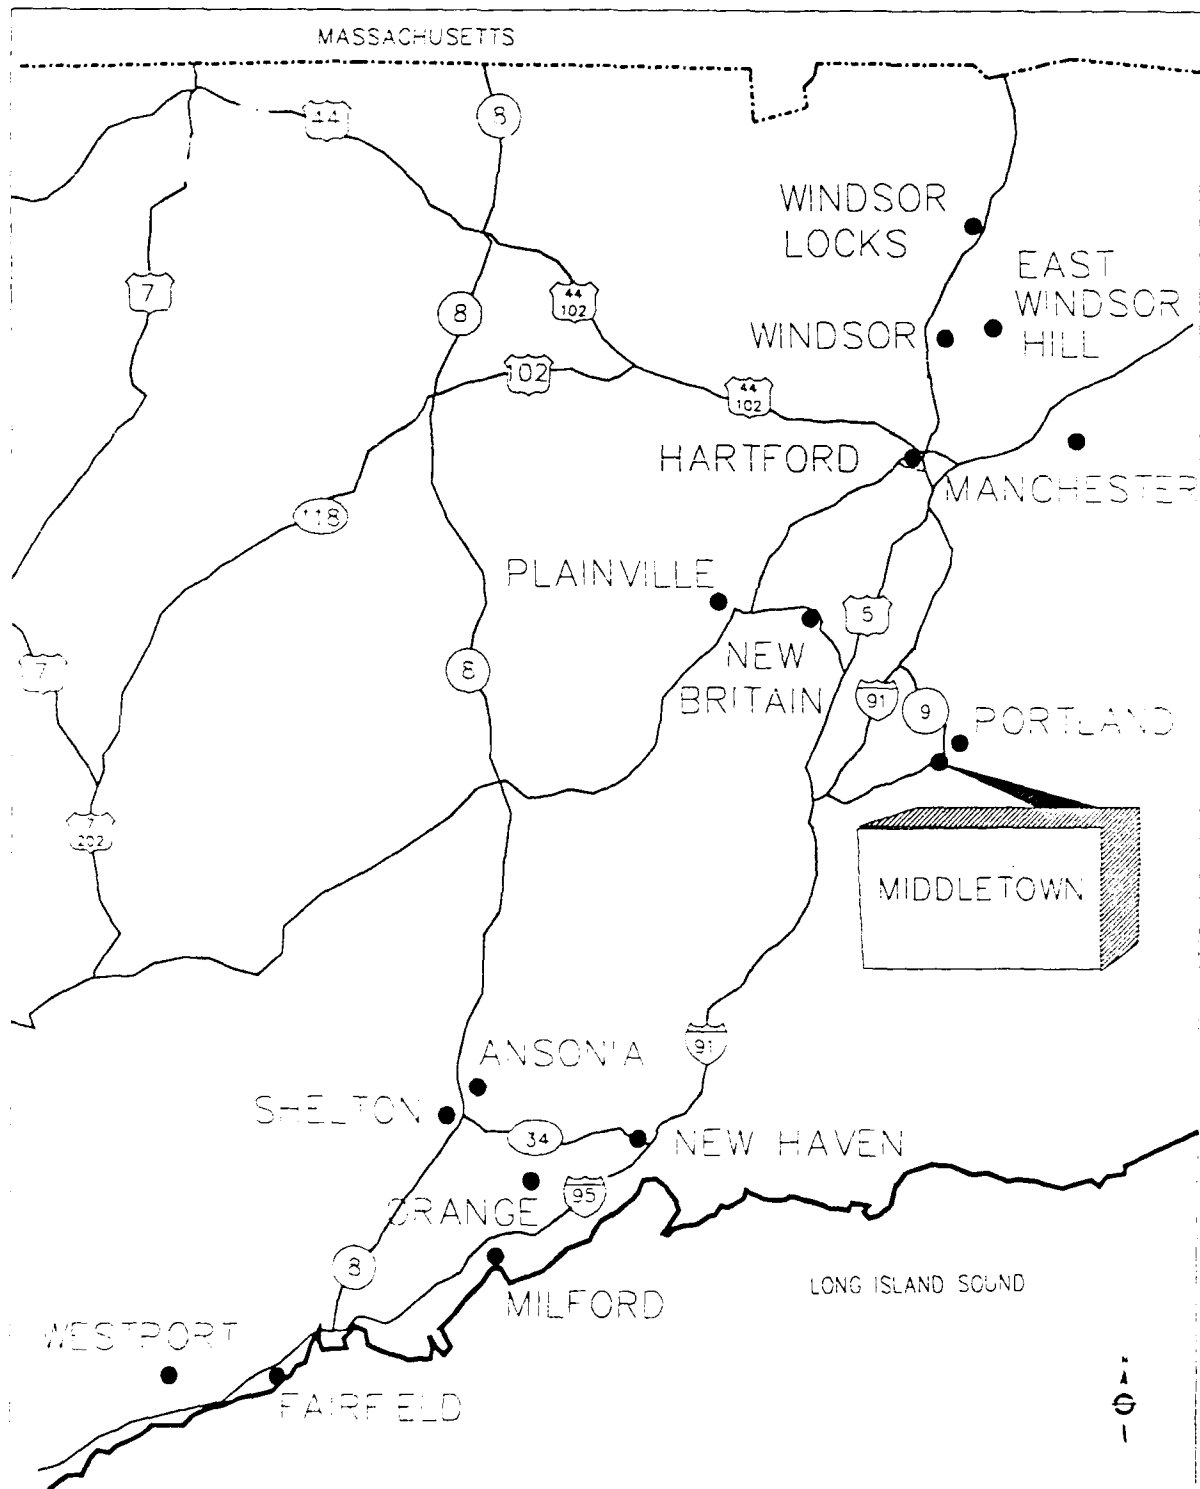 MASSACHUSETTS
44
8
WINDSOR
LOCKS
EAST
WINDSOR
HILL
7
8
44
102
WINDSOR
102
44
102
HARTFORD
MANCHESTER
118
PLAINVILLE
5
NEW
BRITAIN
7
8
91
9
PORTLAND
7
202
MIDDLETOWN
91
ANSONIA
SHELTON
34
NEW HAVEN
ORANGE
95
8
MILFORD
LONG ISLAND SOUND
WESTPORT
FAIRFIELD
N